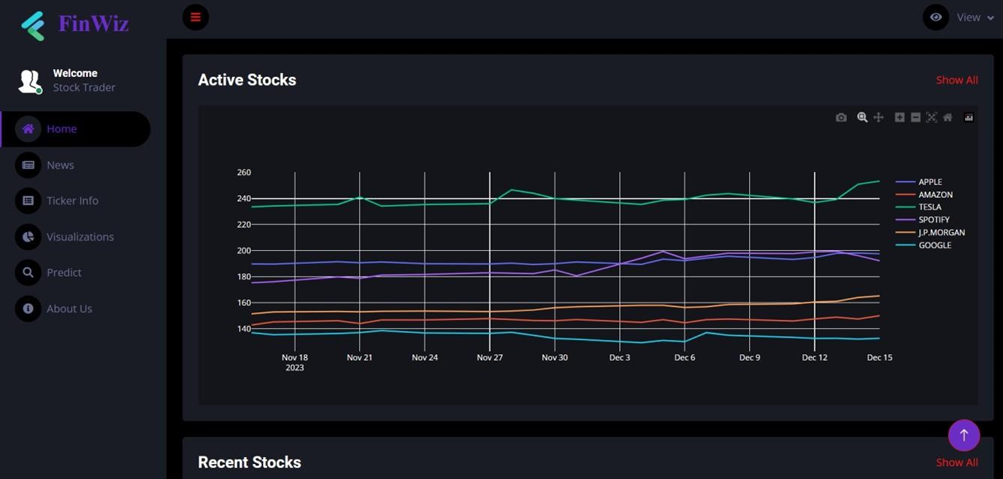 FinWiz
View
Welcome
Stock Trader
Home
News
Ticker Info
Visualizations
Predict
About Us
Active Stocks
Show All
260
240
220
200
180
160
140
Nov 18
2023
Nov 21
Nov 24
Nov 27
Nov 30
Dec 3
Dec 6
Dec 9
Dec 12
Dec 15
APPLE
AMAZON
TESLA
SPOTIFY
J.P.MORGAN
GOOGLE
Recent Stocks
Show All